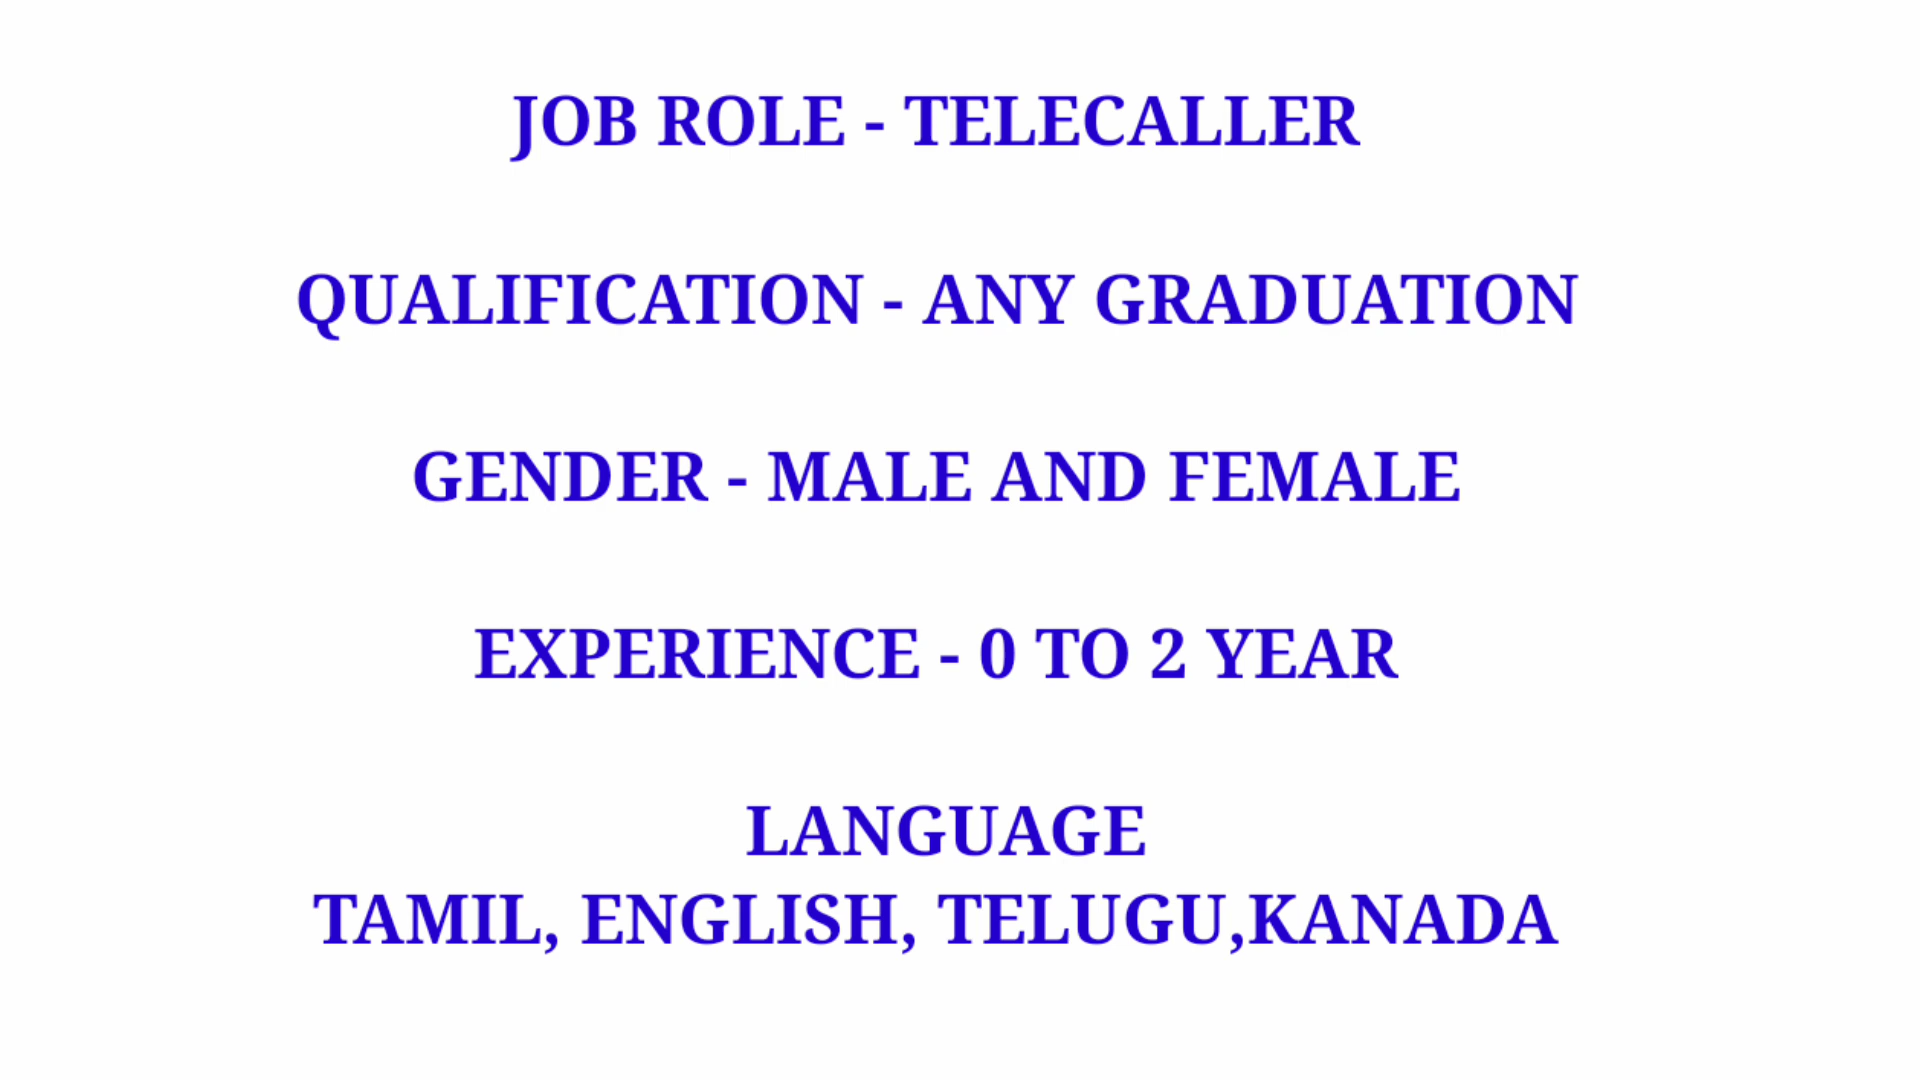 JOB ROLE - TELECALLER
QUALIFICATION - ANY GRADUATION
GENDER - MALE AND FEMALE
EXPERIENCE - 0 TO 2 YEAR
LANGUAGE
TAMIL, ENGLISH, TELUGU,KANADA